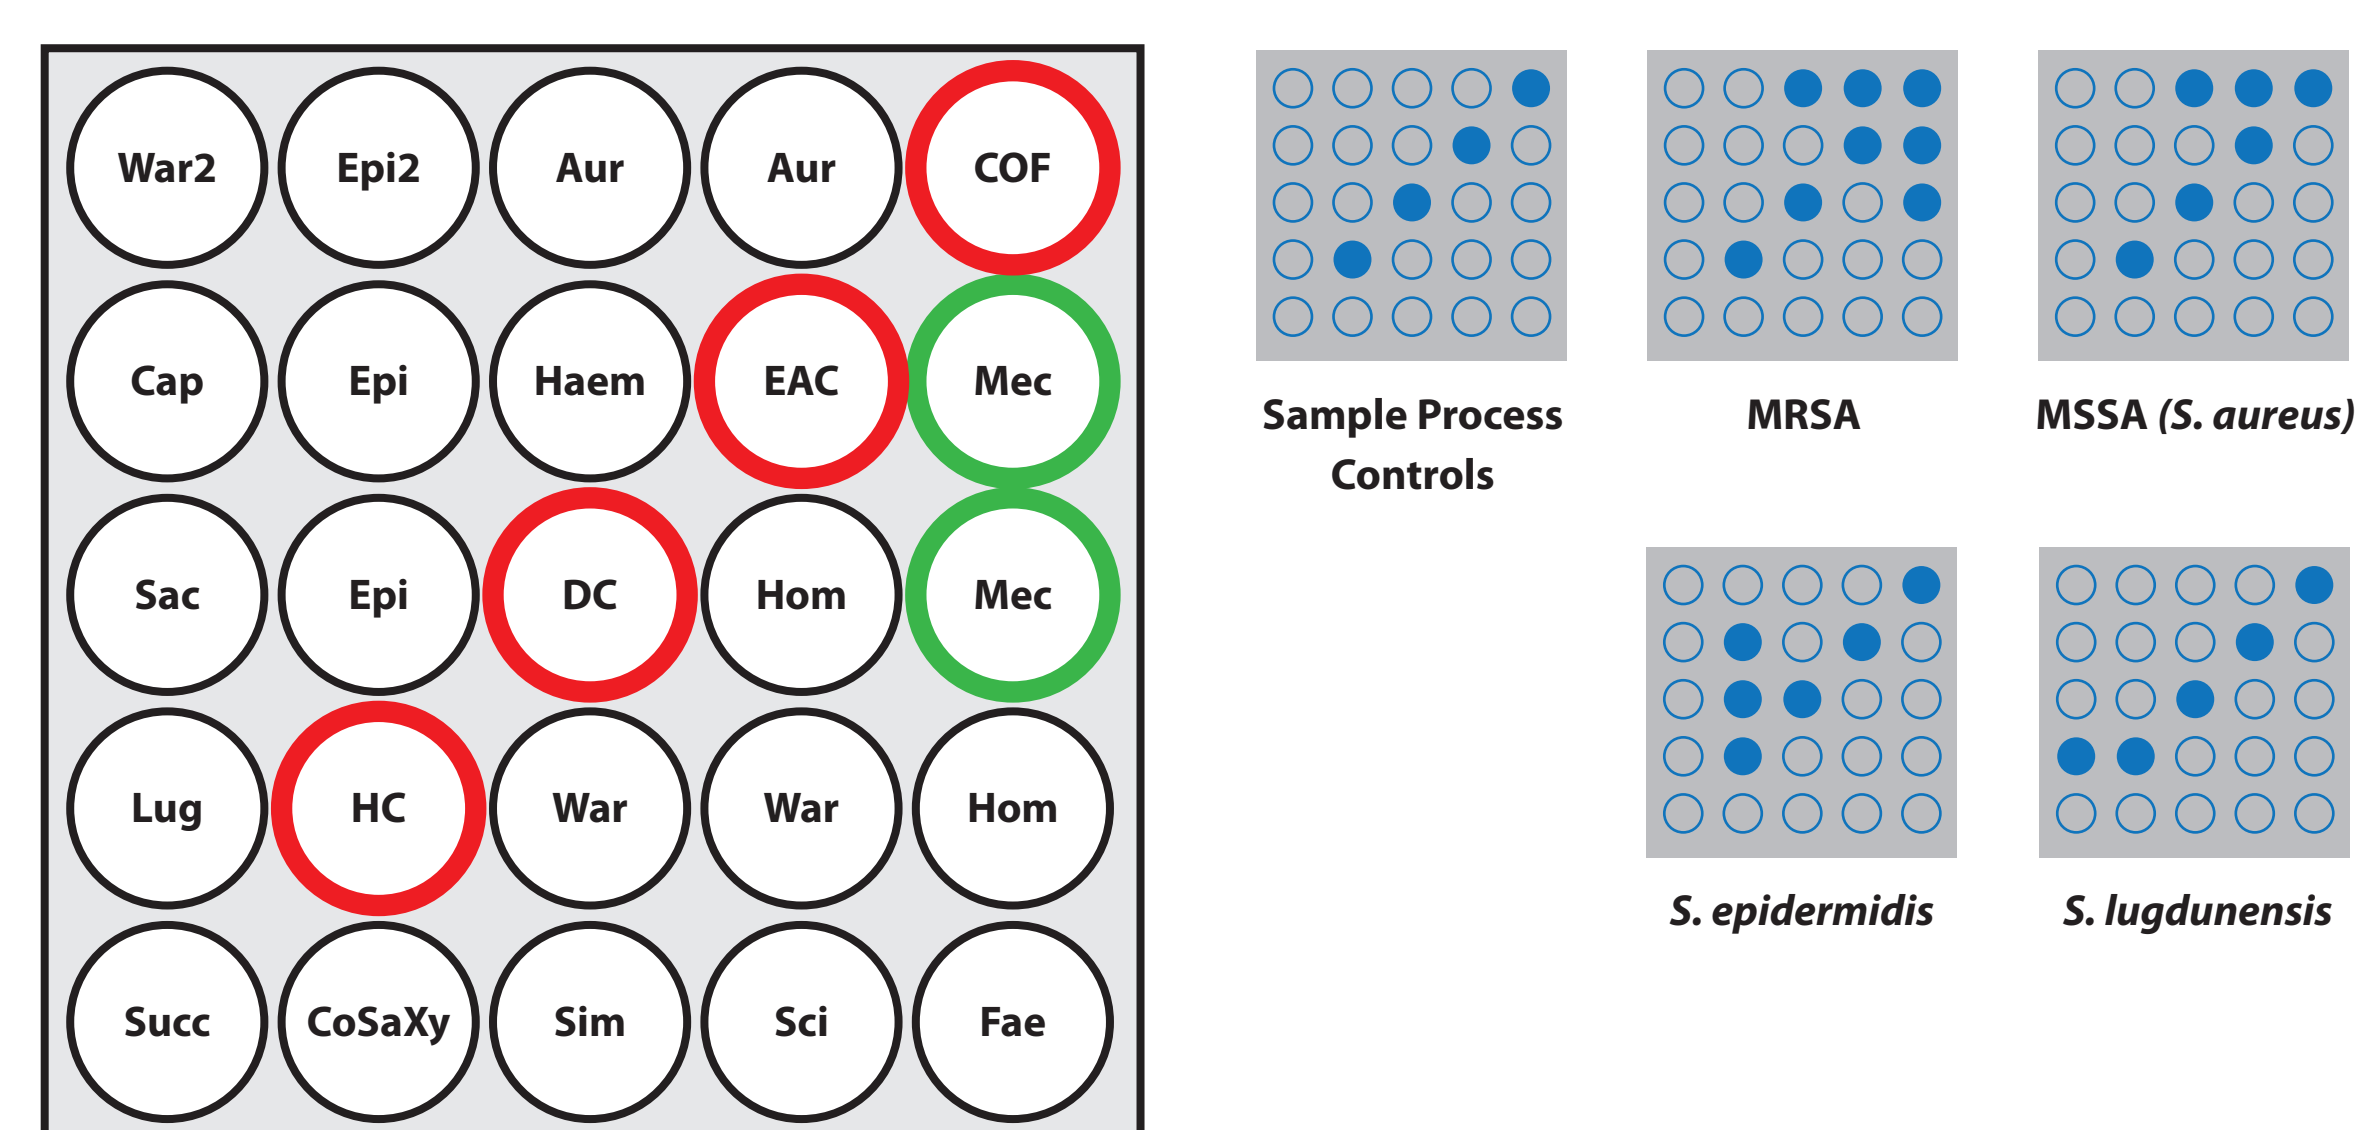 War2 Epi2 Aur Aur COF
Cap Epi Haem EAC Mec
Sac Epi DC Hom Mec
Lug HC War War Hom
Succ CoSaXy Sim Sci Fae
Sample Process
Controls
MRSA
MSSA (S. aureus)
S. epidermidis
S. lugdunensis